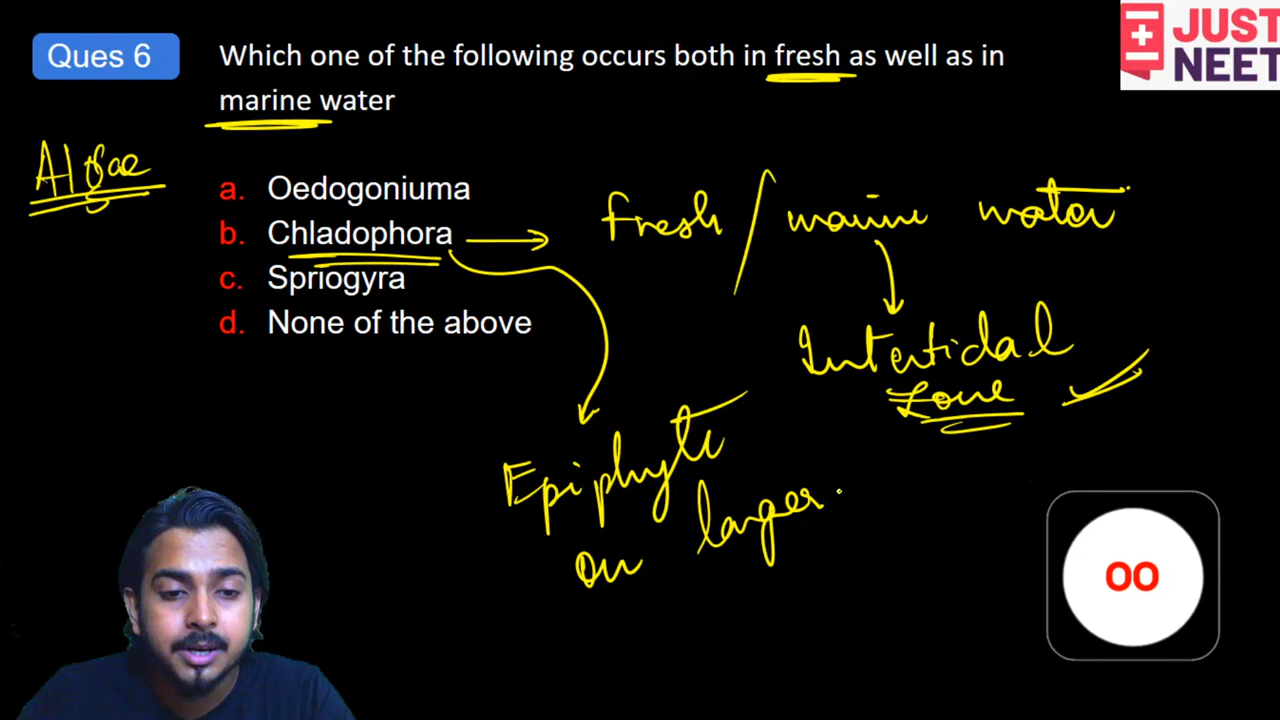 Ques 6
Which one of the following occurs both in fresh as well as in
marine water
JUST
NEET
Algae
a. Oedogoniuma
b. Chladophora
c. Spriogyra
d. None of the above
fresh / marine water
Intertidal
Zone
Epiphyte
on larger
00